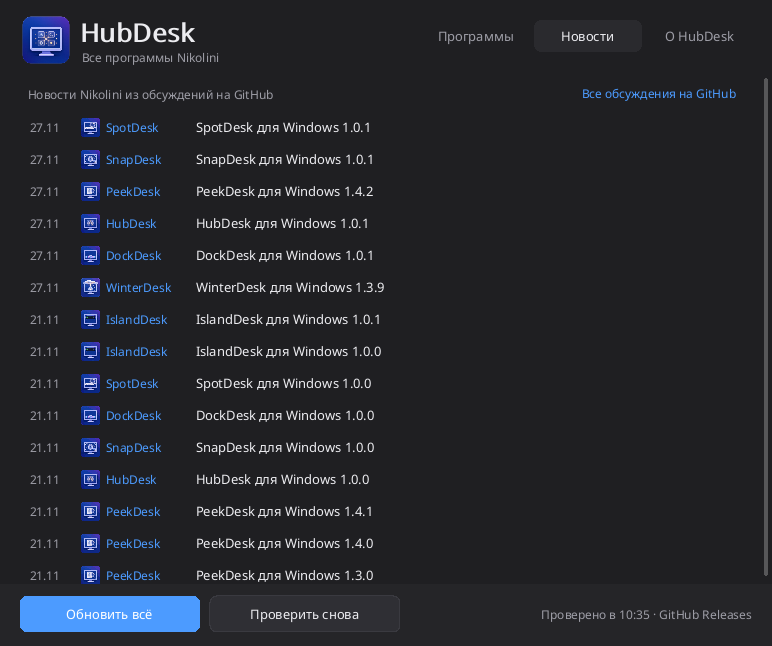 HubDesk
Все программы Nikolini
Программы
Новости
О HubDesk
Новости Nikolini из обсуждений на GitHub
Все обсуждения на GitHub
27.11 SpotDesk SpotDesk для Windows 1.0.1
27.11 SnapDesk SnapDesk для Windows 1.0.1
27.11 PeekDesk PeekDesk для Windows 1.4.2
27.11 HubDesk HubDesk для Windows 1.0.1
27.11 DockDesk DockDesk для Windows 1.0.1
27.11 WinterDesk WinterDesk для Windows 1.3.9
21.11 IslandDesk IslandDesk для Windows 1.0.1
21.11 IslandDesk IslandDesk для Windows 1.0.0
21.11 SpotDesk SpotDesk для Windows 1.0.0
21.11 DockDesk DockDesk для Windows 1.0.0
21.11 SnapDesk SnapDesk для Windows 1.0.0
21.11 HubDesk HubDesk для Windows 1.0.0
21.11 PeekDesk PeekDesk для Windows 1.4.1
21.11 PeekDesk PeekDesk для Windows 1.4.0
21.11 PeekDesk PeekDesk для Windows 1.3.0
Обновить всё
Проверить снова
Проверено в 10:35 · GitHub Releases